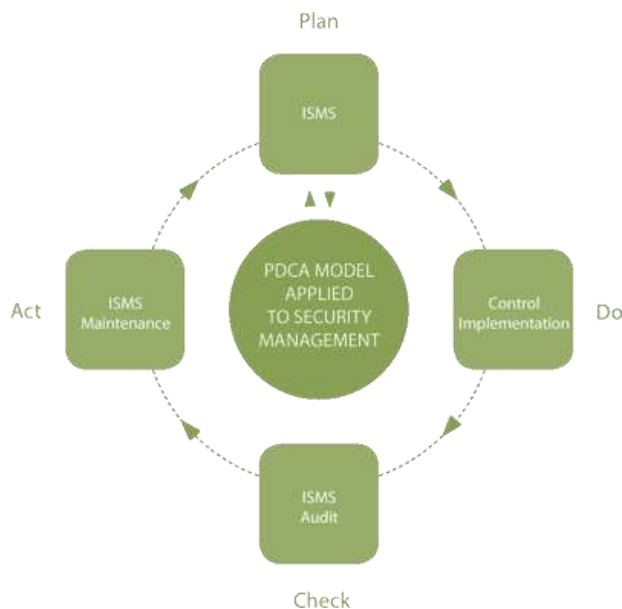 Plan
ISMS
PDCA MODEL
APPLIED
TO SECURITY
MANAGEMENT
Act
ISMS
Maintenance
Control
Implementation
Do
ISMS
Audit
Check